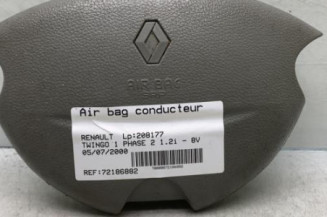 AIR BAG
Air bag conducteur
RENAULT Lp:208177
TWINGO 1 PHASE 2 1.2i - 8V
05/07/2000
REF:72186882